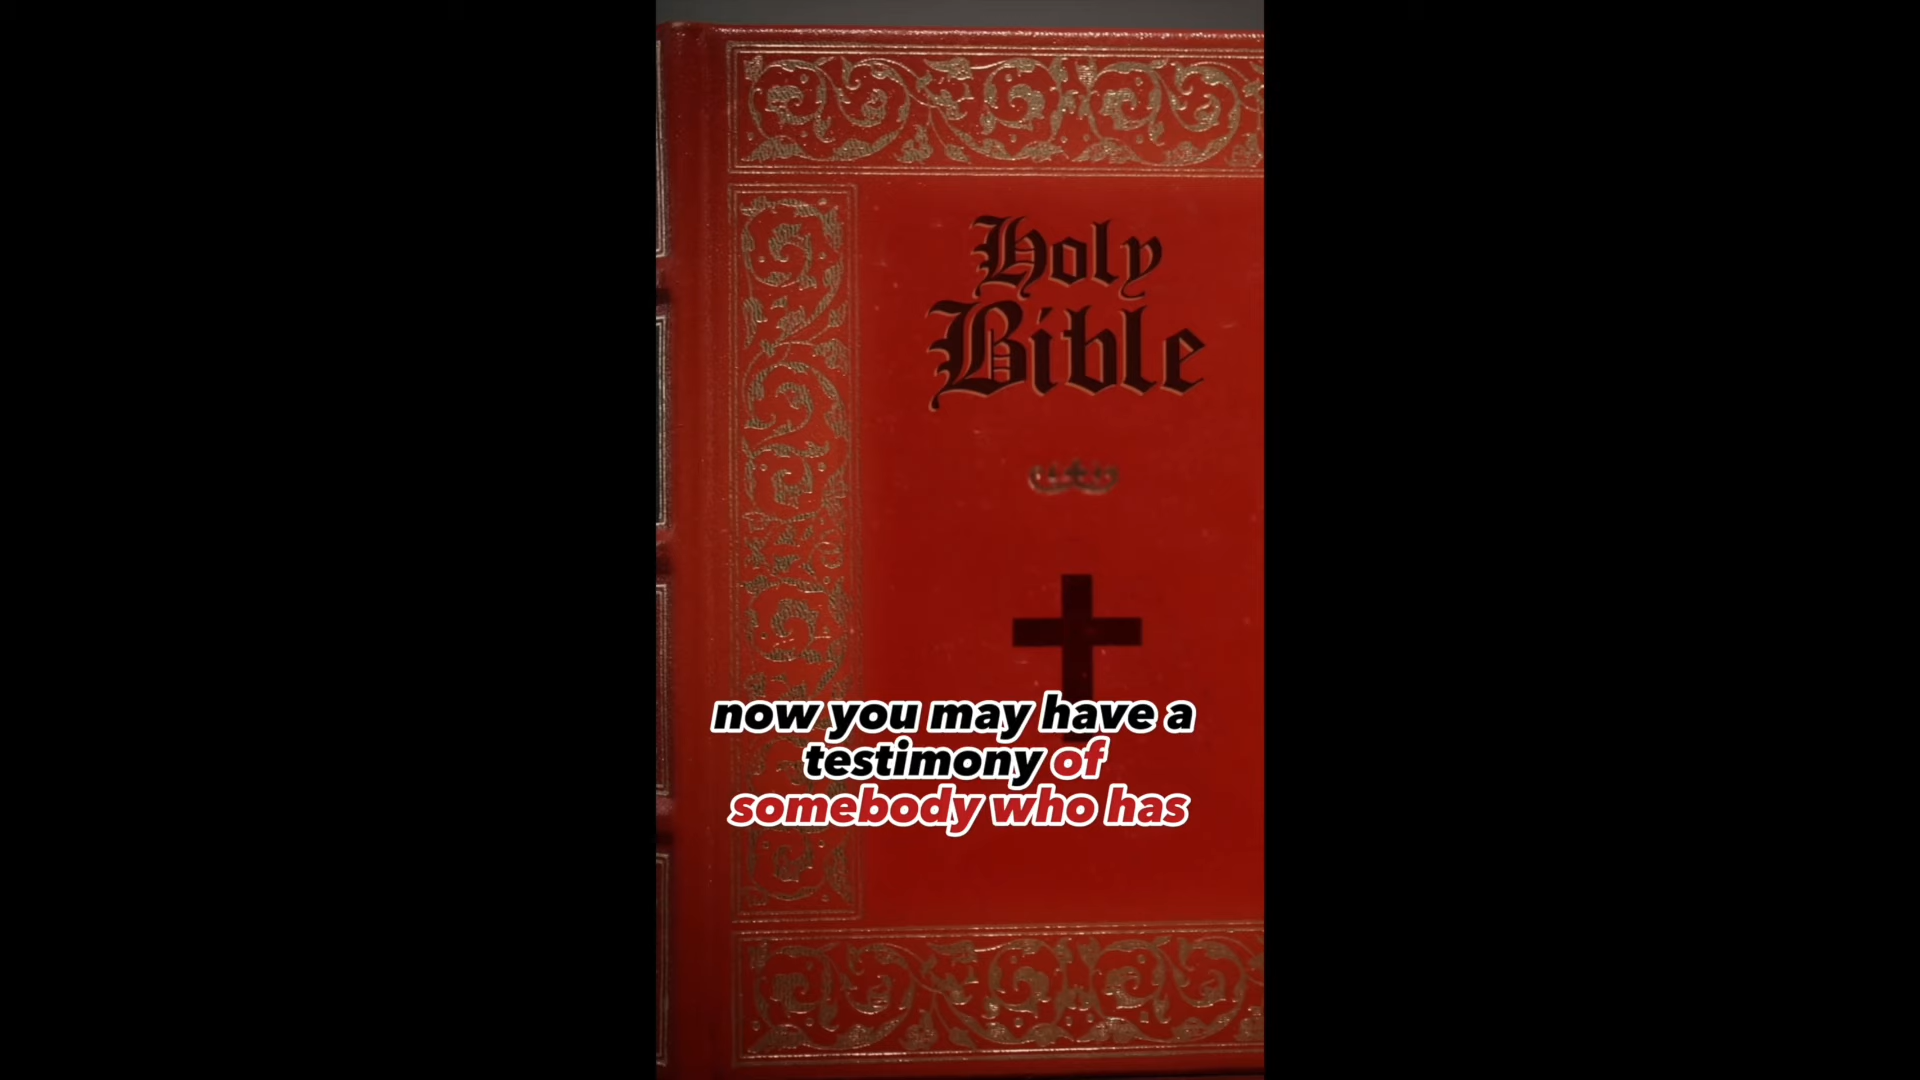 Holy
Bible
now you may have a
testimony of
somebody who has